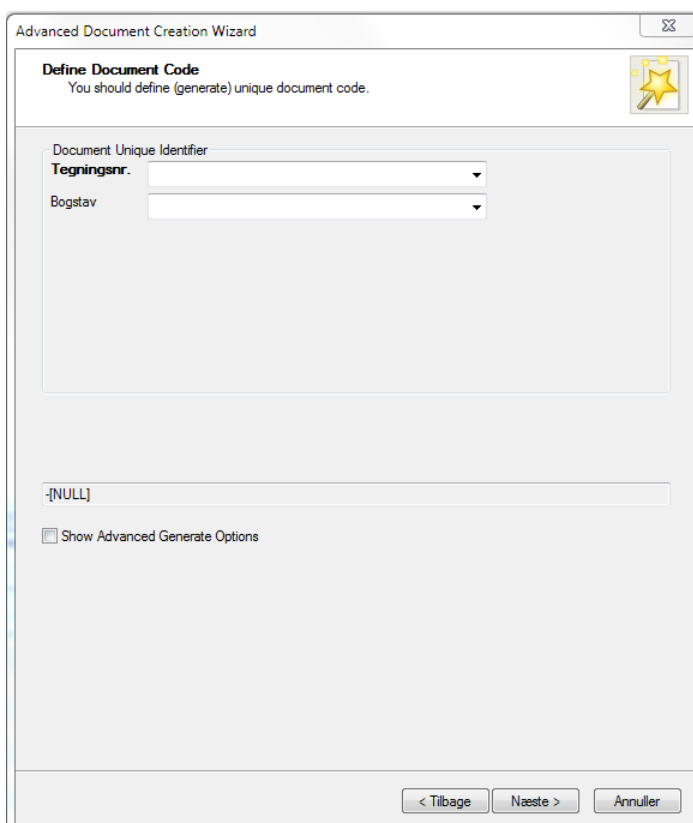 Advanced Document Creation Wizard
Define Document Code
You should define (generate) unique document code.
Document Unique Identifier
Tegningsnr.
Bogstav
-[NULL]
Show Advanced Generate Options
< Tilbage
Næste >
Annuller